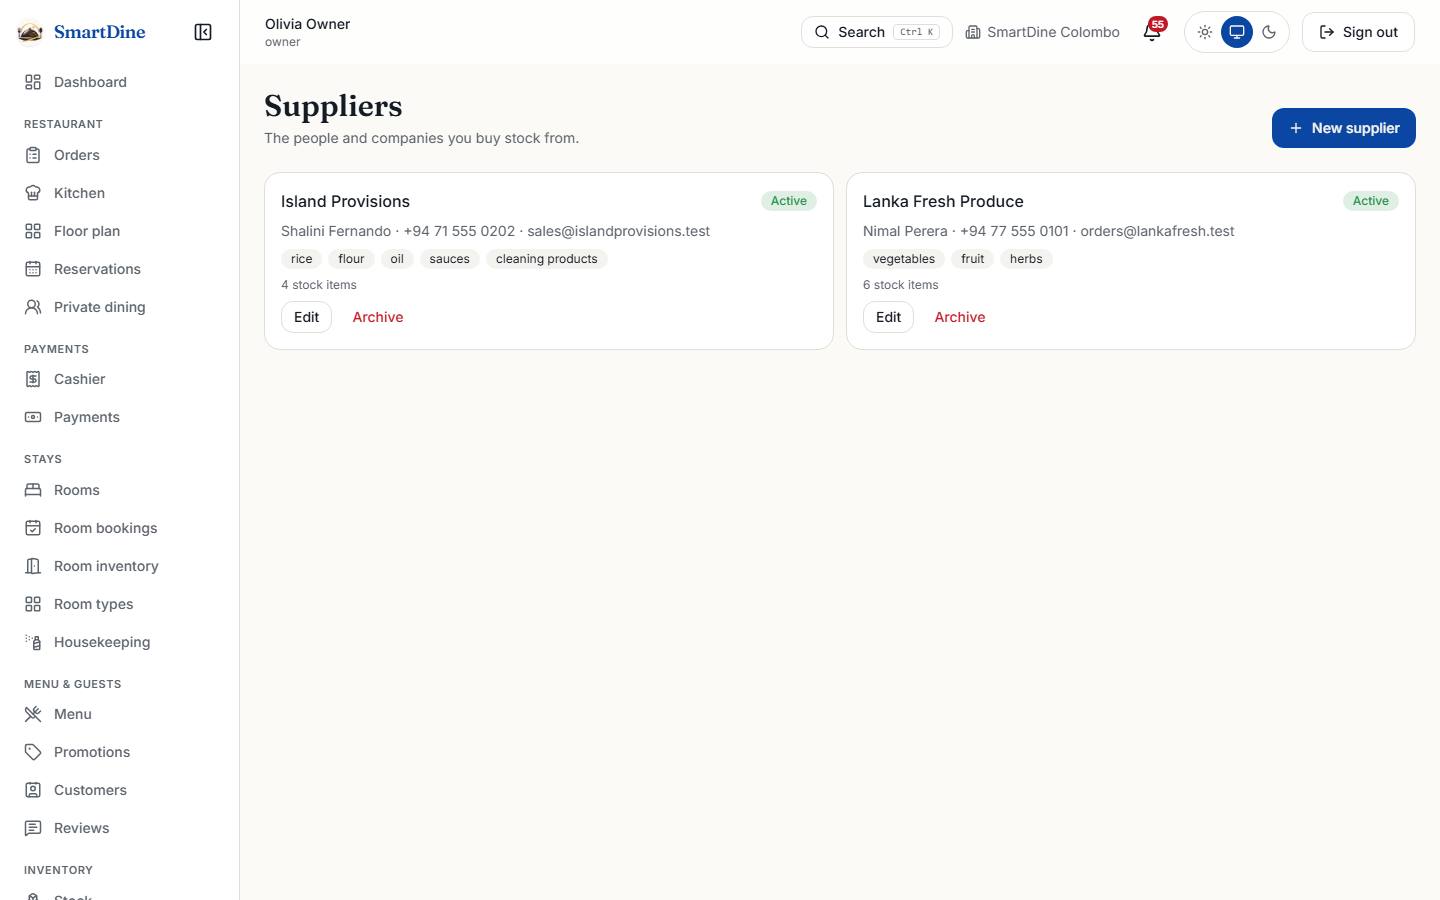 SmartDine
Dashboard
RESTAURANT
Orders
Kitchen
Floor plan
Reservations
Private dining
PAYMENTS
Cashier
Payments
STAYS
Rooms
Room bookings
Room inventory
Room types
Housekeeping
MENU & GUESTS
Menu
Promotions
Customers
Reviews
INVENTORY
Stock
Olivia Owner
owner
Search Ctrl K
SmartDine Colombo
55
Sign out
Suppliers
The people and companies you buy stock from.
New supplier
Island Provisions Active
Shalini Fernando · +94 71 555 0202 · sales@islandprovisions.test
rice flour oil sauces cleaning products
4 stock items
Edit Archive
Lanka Fresh Produce Active
Nimal Perera · +94 77 555 0101 · orders@lankafresh.test
vegetables fruit herbs
6 stock items
Edit Archive